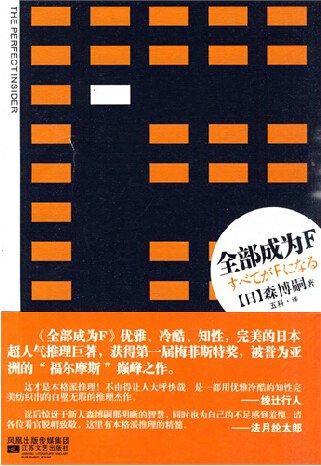 THE PERFECT INSIDER
全部成为F
すべてがFになる
【日】森博嗣 著
五科·译
《全部成为F》优雅、冷酷、知性，完美的日本
超人气推理巨著，获得第一届梅菲斯特奖，被誉为亚
洲的“福尔摩斯”巅峰之作。
这才是本格派推理！不由得让人大呼快哉，是一部用优雅冷酷的知性完
美纺织出的白璧无瑕的推理杰作。
——绫辻行人
读后惊讶于新人森博嗣那明晰的智慧，同时也为自己的不足感到羞愧。请
各位看官脱帽致敬，这里有本格派推理的精髓。
——法月纶太郎
凤凰出版传媒集团
江苏文艺出版社